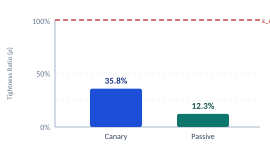 100%
50%
0%
Tightness Ratio (ρ)
35.8%
12.3%
Canary
Passive